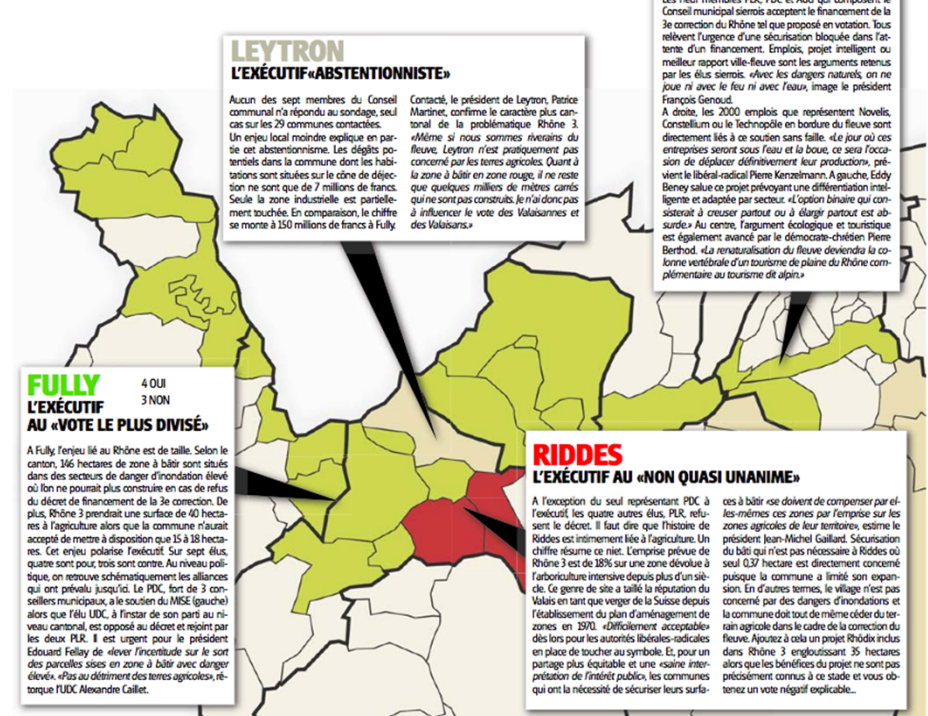 Conseil municipal sierrois acceptent le financement de la
3e correction du Rhône tel que proposé en votation. Tous
relèvent l'urgence d'une sécurisation bloquée dans l'at-
tente d'un financement. Emplois, projet intelligent ou
meilleur rapport ville-fleuve sont les arguments retenus
par les élus sierrois. «Avec les dangers naturels, on ne
joue ni avec le feu ni avec l'eau», image le président
François Genoud.
A droite, les 2000 emplois que représentent Novelis,
Constellium ou le Technopôle en bordure du fleuve sont
directement liés à ce soutien sans faille. «Le jour où ces
entreprises seront sous l'eau et la boue, ce sera l'occa-
sion de déplacer définitivement leur production», pré-
vient le libéral-radical Pierre Kenzelmann. A gauche, Eddy
Beney salue ce projet prévoyant une différentiation intel-
ligente et adaptée par secteur. «L'option binaire qui con-
sisterait à creuser partout ou à élargir partout est ab-
surde.» Au centre, l'argument écologique et touristique
est également avancé par le démocrate-chrétien Pierre
Berthod. «La renaturalisation du fleuve deviendra la co-
lonne vertébrale d'un tourisme de plaine du Rhône com-
plémentaire au tourisme dit alpin.»
LEYTRON
L'EXÉCUTIF«ABSTENTIONNISTE»
Aucun des sept membres du Conseil
communal n'a répondu au sondage, seul
cas sur les 29 communes contactées.
Un enjeu local moindre explique en par-
tie cet abstentionnisme. Les dégâts po-
tentiels dans la commune dont les habi-
tations sont situées sur le cône de déjec-
tion ne sont que de 7 millions de francs.
Seule la zone industrielle est partielle-
ment touchée. En comparaison, le chiffre
se monte à 150 millions de francs à Fully.
Contacté, le président de Leytron, Patrice
Martinet, confirme le caractère plus can-
tonal de la problématique Rhône 3.
«Même si nous sommes riverains du
fleuve, Leytron n'est pratiquement pas
concerné par les terres agricoles. Quant à
la zone à bâtir en zone rouge, il ne reste
que quelques milliers de mètres carrés
qui ne sont pas construits. Je n'ai donc pas
à influencer le vote des Valaisannes et
des Valaisans.»
FULLY
4 OUI
3 NON
L'EXÉCUTIF
AU «VOTE LE PLUS DIVISÉ»
A Fully, l'enjeu lié au Rhône est de taille. Selon le
canton, 146 hectares de zone à bâtir sont situés
dans des secteurs de danger d'inondation élevé
où l'on ne pourrait plus construire en cas de refus
du décret de financement de la 3e correction. De
plus, Rhône 3 prendrait une surface de 40 hecta-
res à l'agriculture alors que la commune n'aurait
accepté de mettre à disposition que 15 à 18 hecta-
res. Cet enjeu polarise l'exécutif. Sur sept élus,
quatre sont pour, trois sont contre. Au niveau poli-
tique, on retrouve schématiquement les alliances
qui ont prévalu jusqu'ici. Le PDC, fort de 3 con-
seillers municipaux, a le soutien du MISE (gauche)
alors que l'élu UDC, à l'instar de son parti au ni-
veau cantonal, est opposé au décret et rejoint par
les deux PLR. Il est urgent pour le président
Edouard Fellay de «lever l'incertitude sur le sort
des parcelles sises en zone à bâtir avec danger
élevé». «Pas au détriment des terres agricoles», ré-
torque l'UDC Alexandre Caillet.
RIDDES
L'EXÉCUTIF AU «NON QUASI UNANIME»
A l'exception du seul représentant PDC à
l'exécutif, les quatre autres élus, PLR, refu-
sent le décret. Il faut dire que l'histoire de
Riddes est intimement liée à l'agriculture. Un
chiffre résume ce niet. L'emprise prévue de
Rhône 3 est de 18% sur une zone dévolue à
l'arboriculture intensive depuis plus d'un siè-
cle. Ce genre de site a taillé la réputation du
Valais en tant que verger de la Suisse depuis
l'établissement du plan d'aménagement de
zones en 1970. «Difficilement acceptable»
dès lors pour les autorités libérales-radicales
en place de toucher au symbole. Et, pour un
partage plus équitable et une «saine inter-
prétation de l'intérêt public», les communes
qui ont la nécessité de sécuriser leurs surfa-
ces à bâtir «se doivent de compenser par el-
les-mêmes ces zones par l'emprise sur les
zones agricoles de leur territoire», estime le
président Jean-Michel Gaillard. Sécurisation
du bâti qui n'est pas nécessaire à Riddes où
seul 0,37 hectare est directement concerné
puisque la commune a limité son expan-
sion. En d'autres termes, le village n'est pas
concerné par des dangers d'inondations et
la commune doit tout de même céder du ter-
rain agricole dans le cadre de la correction du
fleuve. Ajoutez à cela un projet Rhôdix inclus
dans Rhône 3 engloutissant 35 hectares
alors que les bénéfices du projet ne sont pas
précisément connus à ce stade et vous ob-
tenez un vote négatif explicable...